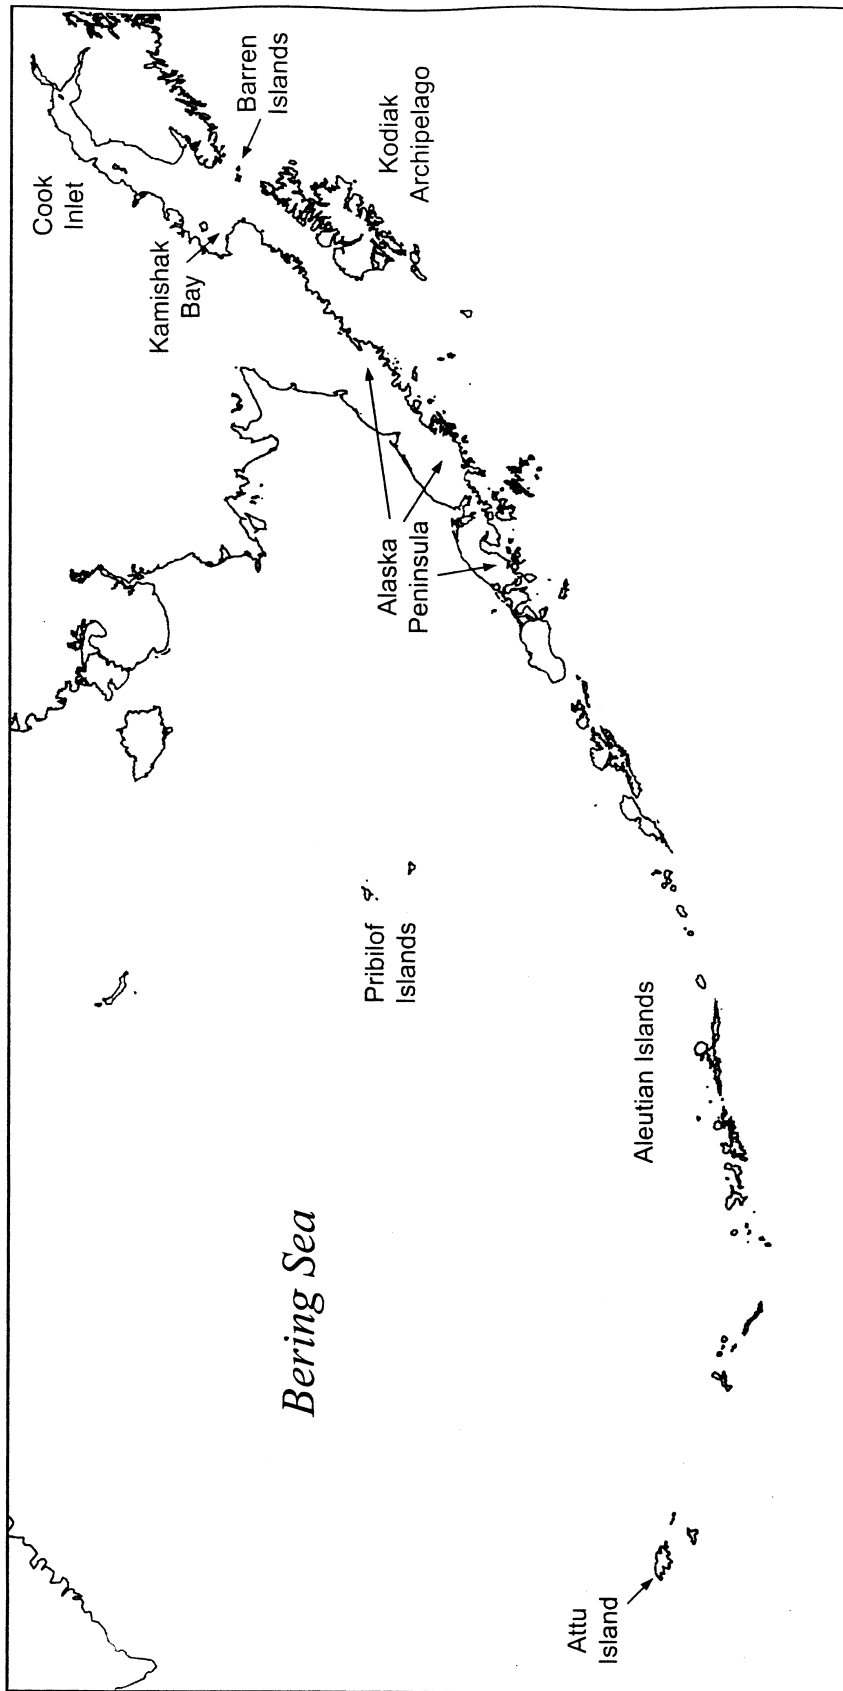 Cook
Inlet
Kamishak
Bay
Barren
Islands
Kodiak
Archipelago
Alaska
Peninsula
Pribilof
Islands
Aleutian Islands
Bering Sea
Attu
Island